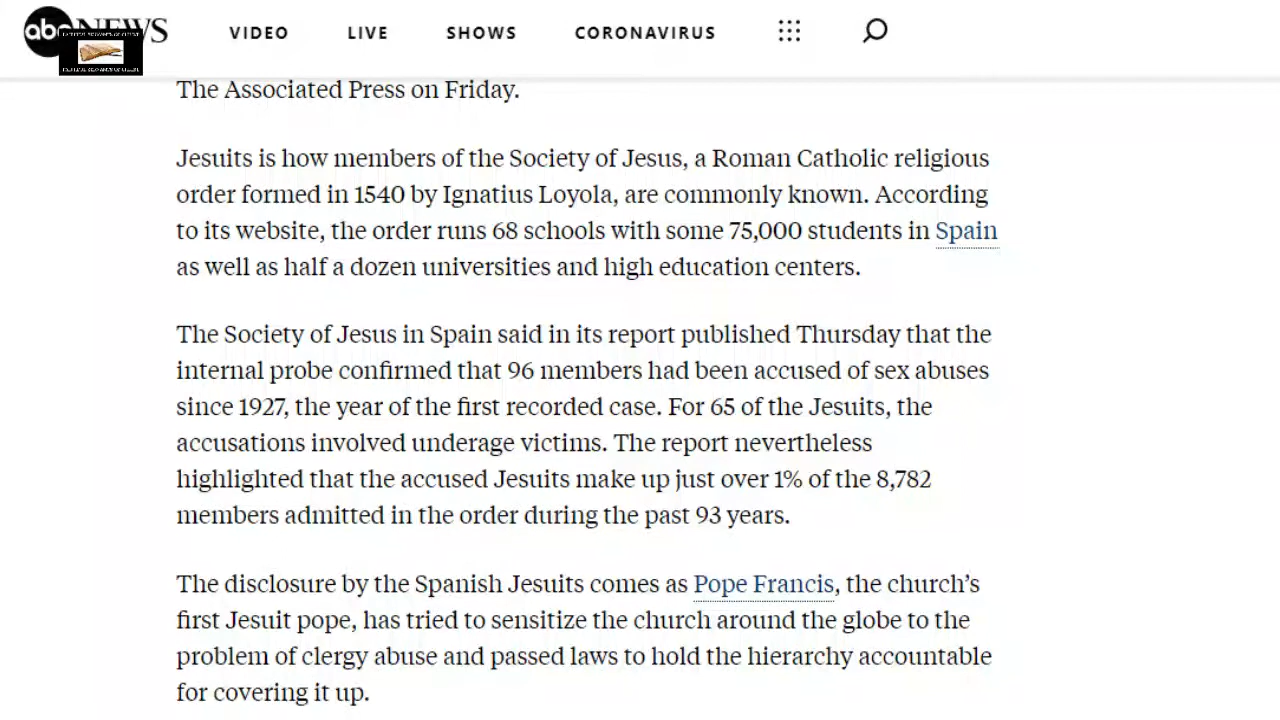 abc NEWS
VIDEO LIVE SHOWS CORONAVIRUS
The Associated Press on Friday.
Jesuits is how members of the Society of Jesus, a Roman Catholic religious
order formed in 1540 by Ignatius Loyola, are commonly known. According
to its website, the order runs 68 schools with some 75,000 students in Spain
as well as half a dozen universities and high education centers.
The Society of Jesus in Spain said in its report published Thursday that the
internal probe confirmed that 96 members had been accused of sex abuses
since 1927, the year of the first recorded case. For 65 of the Jesuits, the
accusations involved underage victims. The report nevertheless
highlighted that the accused Jesuits make up just over 1% of the 8,782
members admitted in the order during the past 93 years.
The disclosure by the Spanish Jesuits comes as Pope Francis, the church’s
first Jesuit pope, has tried to sensitize the church around the globe to the
problem of clergy abuse and passed laws to hold the hierarchy accountable
for covering it up.